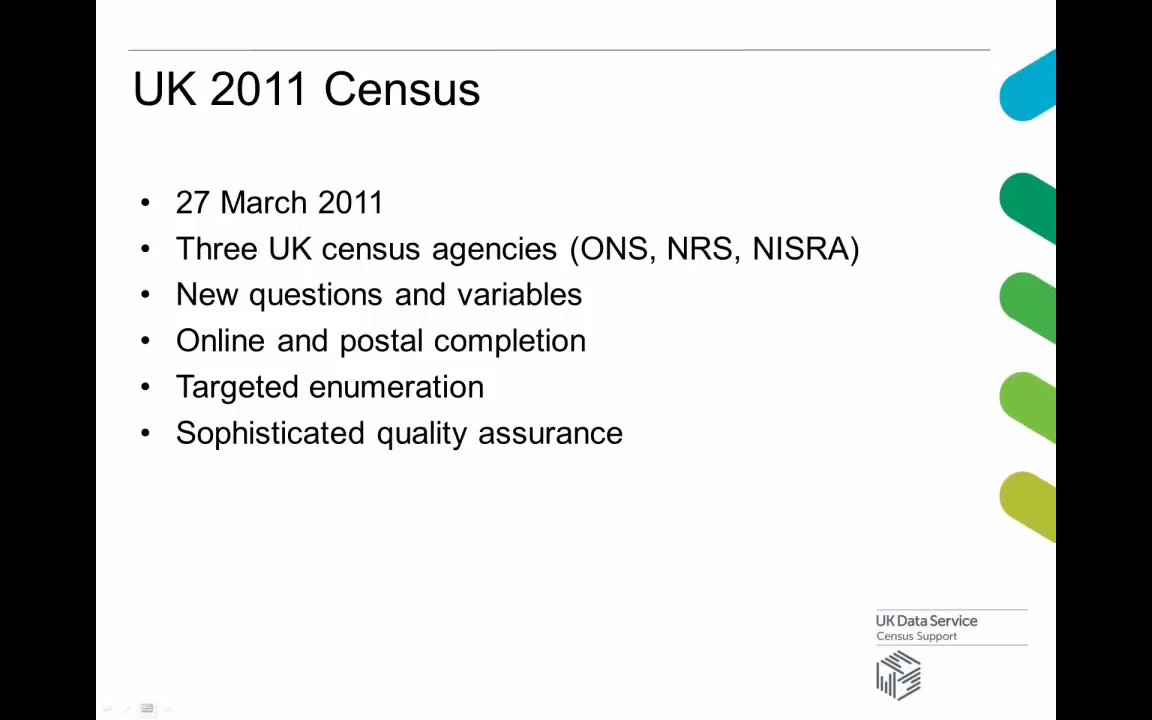 UK 2011 Census
• 27 March 2011
• Three UK census agencies (ONS, NRS, NISRA)
• New questions and variables
• Online and postal completion
• Targeted enumeration
• Sophisticated quality assurance
UK Data Service
Census Support